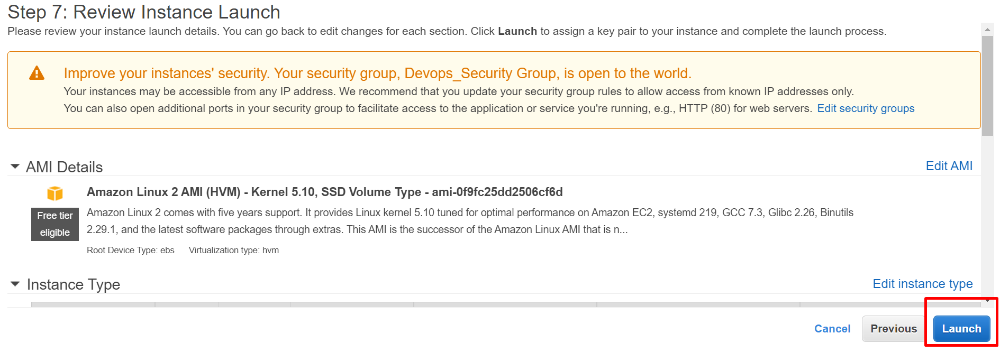 Step 7: Review Instance Launch
Please review your instance launch details. You can go back to edit changes for each section. Click Launch to assign a key pair to your instance and complete the launch process.
Improve your instances' security. Your security group, Devops_Security Group, is open to the world.
Your instances may be accessible from any IP address. We recommend that you update your security group rules to allow access from known IP addresses only.
You can also open additional ports in your security group to facilitate access to the application or service you're running, e.g., HTTP (80) for web servers. Edit security groups
AMI Details
Edit AMI
Amazon Linux 2 AMI (HVM) - Kernel 5.10, SSD Volume Type - ami-0f9fc25dd2506cf6d
Free tier
eligible
Amazon Linux 2 comes with five years support. It provides Linux kernel 5.10 tuned for optimal performance on Amazon EC2, systemd 219, GCC 7.3, Glibc 2.26, Binutils
2.29.1, and the latest software packages through extras. This AMI is the successor of the Amazon Linux AMI that is n...
Root Device Type: ebs Virtualization type: hvm
Instance Type
Edit instance type
Cancel Previous Launch